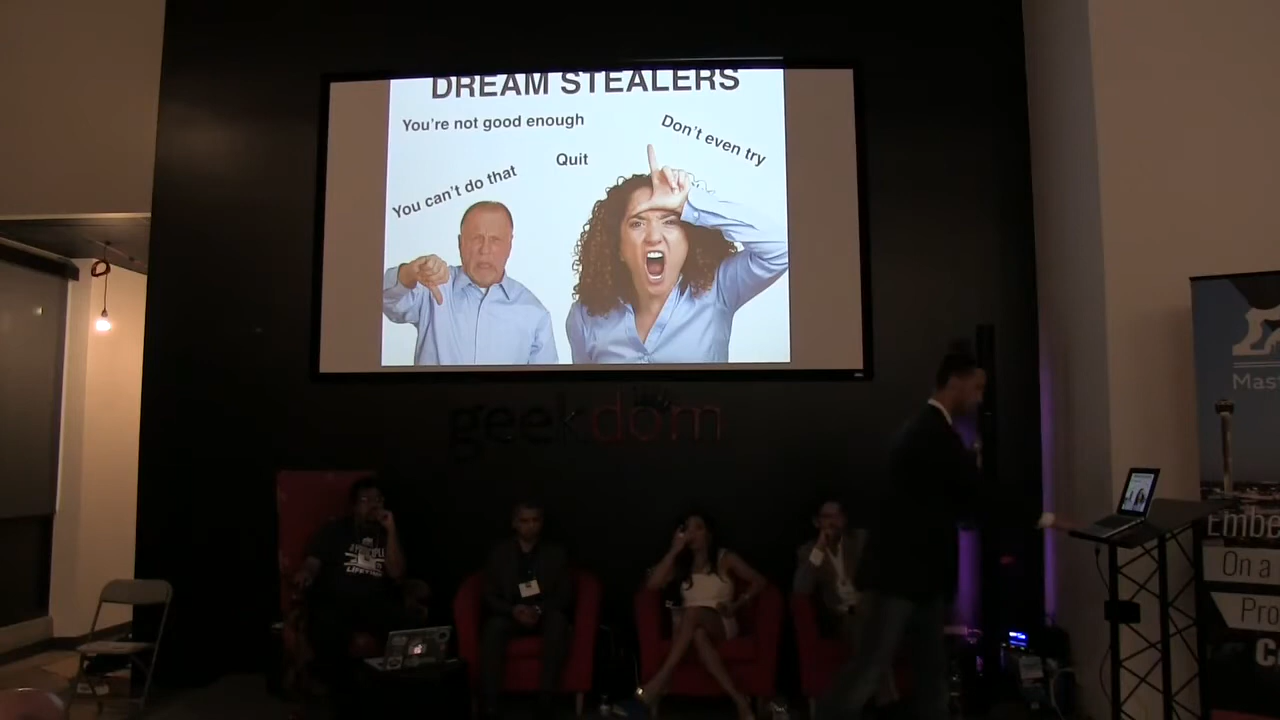 DREAM STEALERS
You're not good enough
Don't even try
Quit
You can't do that
geekdom
Mas
Embe
On a
Pro
C
LIFE